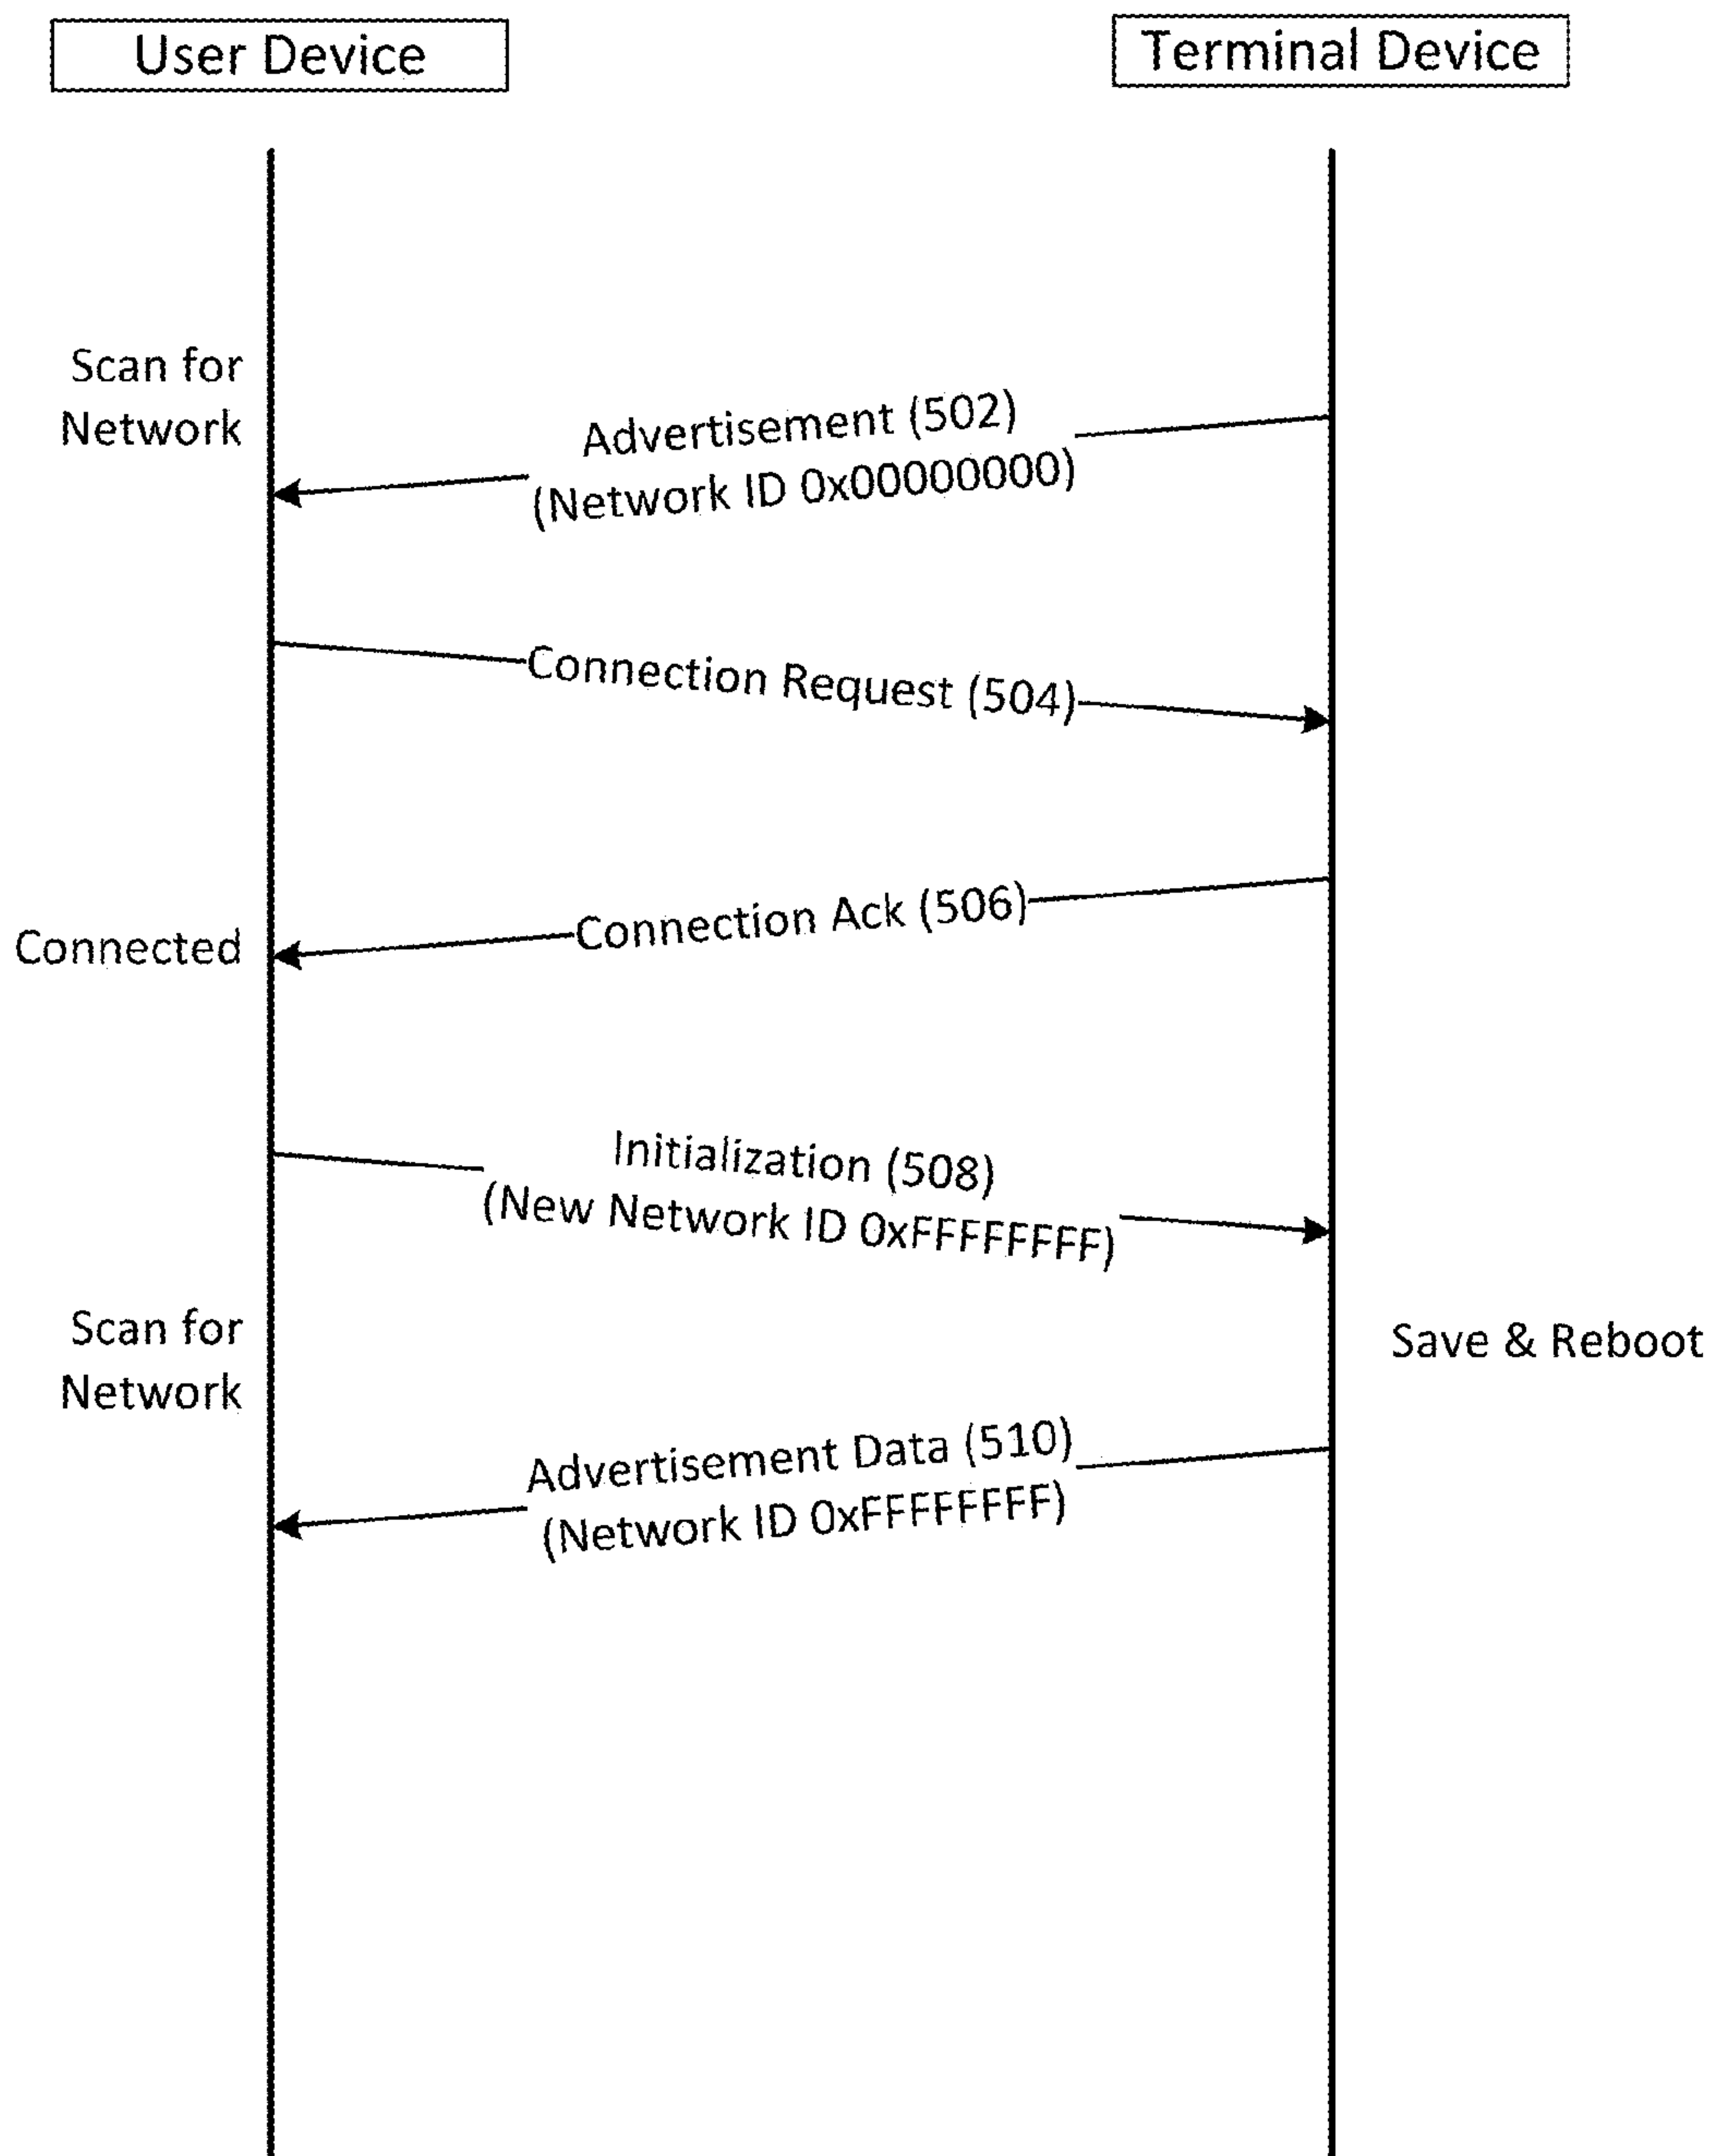 User Device
Terminal Device
Scan for
Network
Advertisement (502)
(Network ID 0x00000000)
Connection Request (504)
Connection Ack (506)
Connected
Initialization (508)
(New Network ID 0xFFFFFFFF)
Scan for
Network
Save & Reboot
Advertisement Data (510)
(Network ID 0xFFFFFFFF)